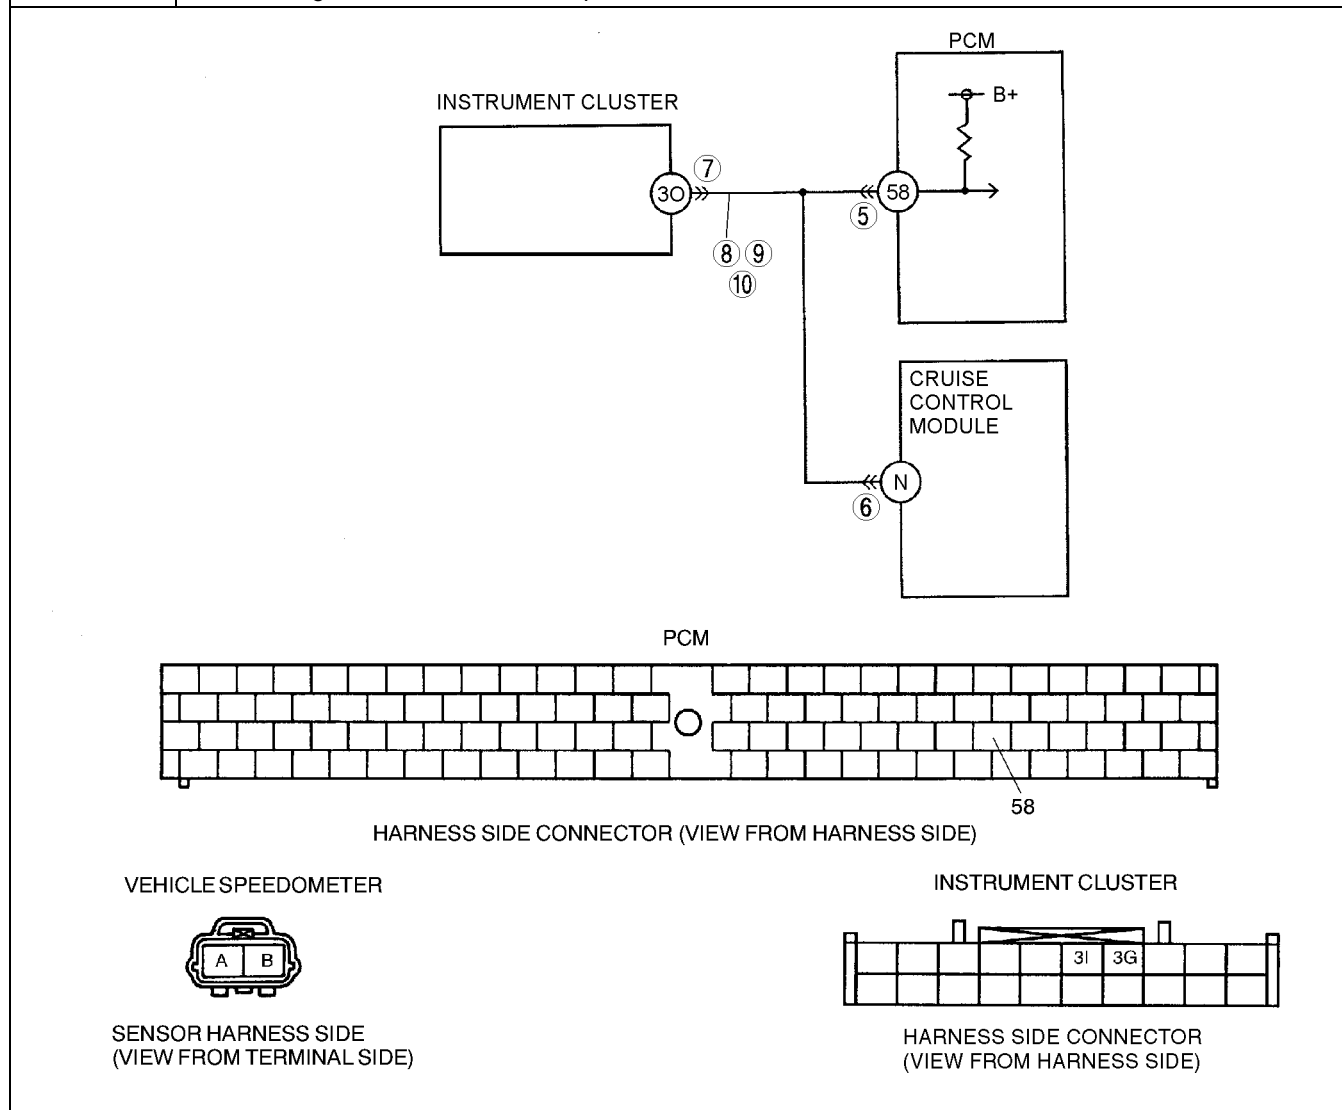 PCM
B+
INSTRUMENT CLUSTER
7
3O
58
5
8 9
10
CRUISE
CONTROL
MODULE
N
6
PCM
58
HARNESS SIDE CONNECTOR (VIEW FROM HARNESS SIDE)
VEHICLE SPEEDOMETER
INSTRUMENT CLUSTER
A B
3I 3G
SENSOR HARNESS SIDE
(VIEW FROM TERMINAL SIDE)
HARNESS SIDE CONNECTOR
(VIEW FROM HARNESS SIDE)